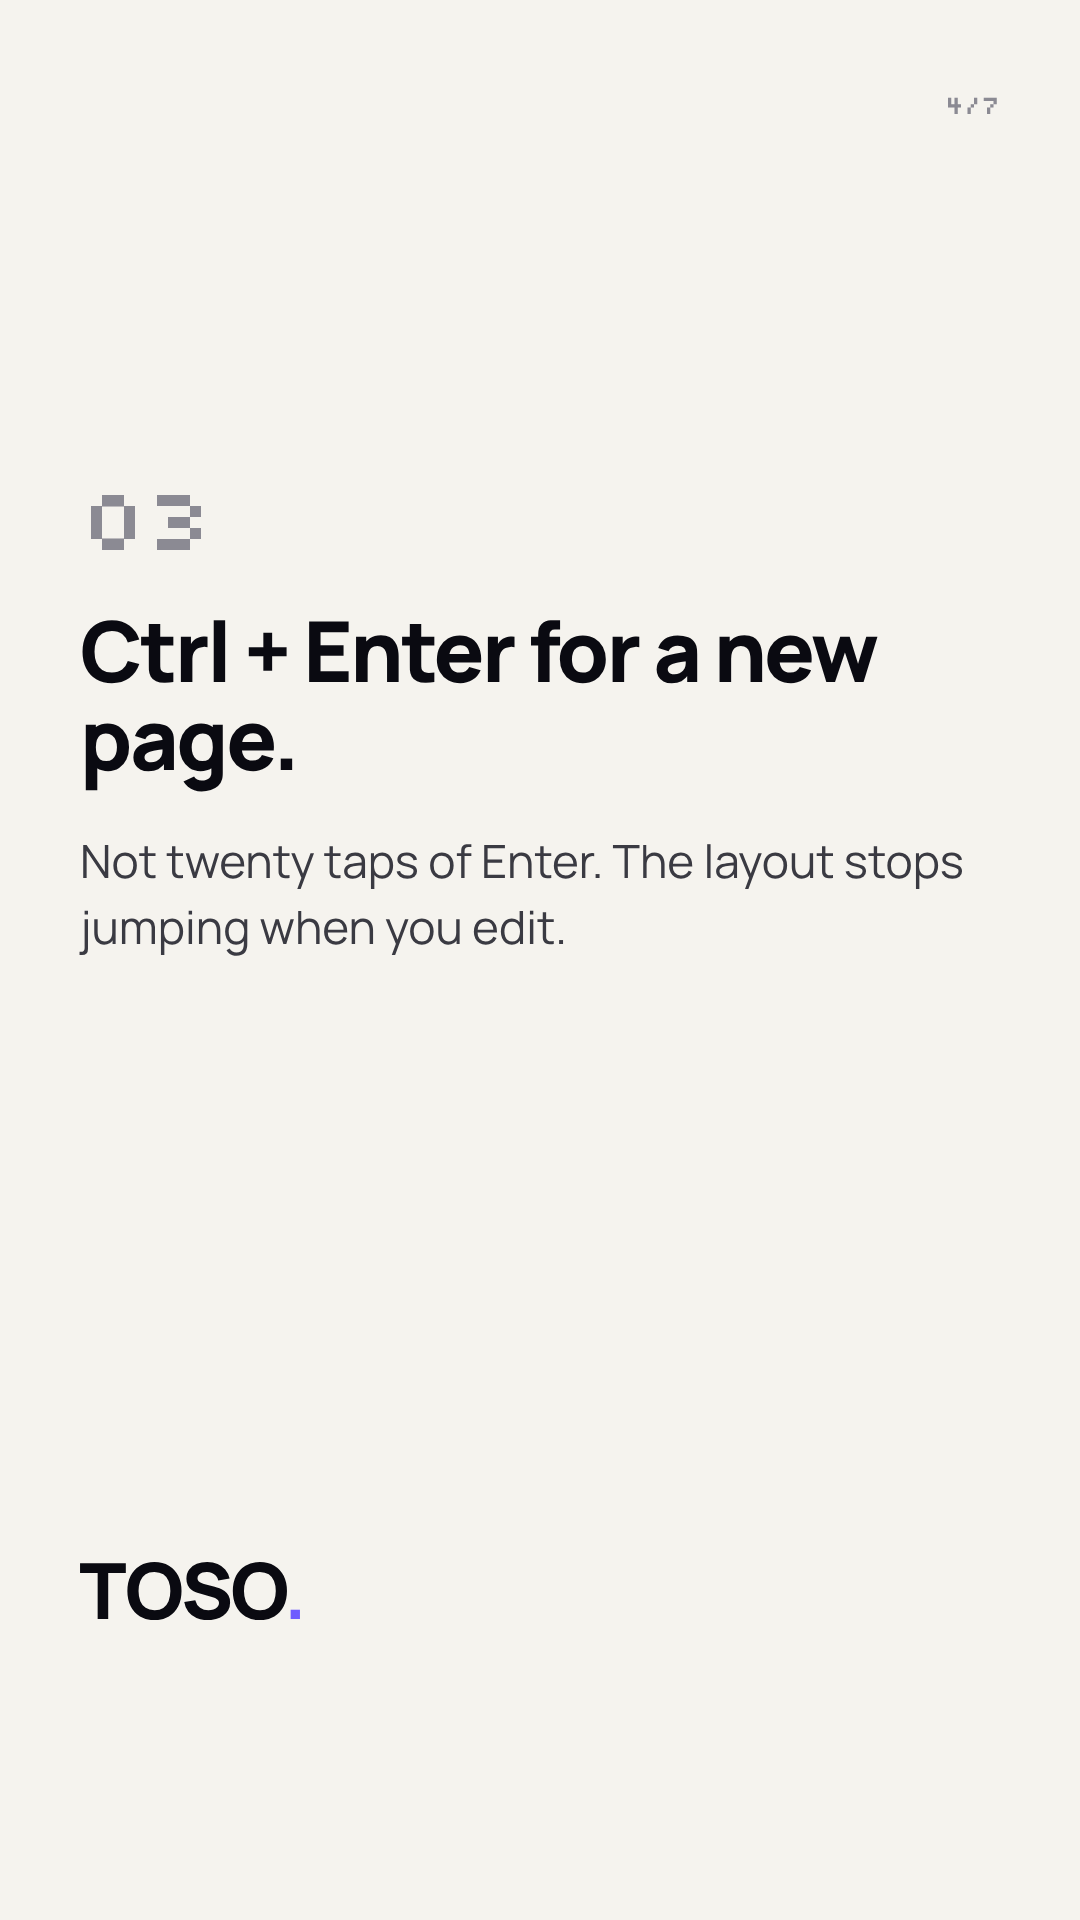 4/7
03
Ctrl + Enter for a new
page.
Not twenty taps of Enter. The layout stops
jumping when you edit.
TOSO.